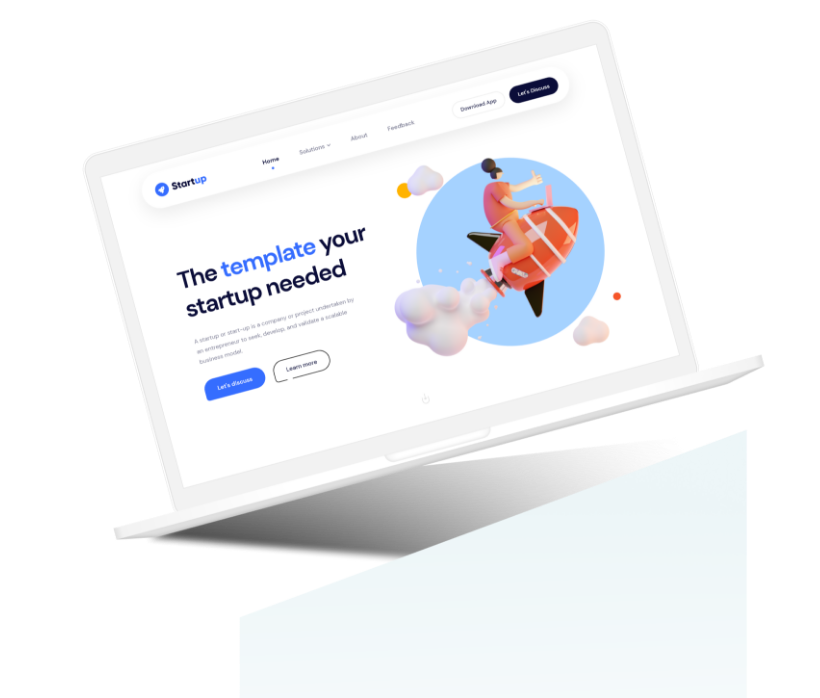 Startup
Home
Solutions
About
Feedback
Download App
Let's Discuss
The template your
startup needed
A startup or start-up is a company or project undertaken by
an entrepreneur to seek, develop, and validate a scalable
business model.
Let's discuss
Learn more